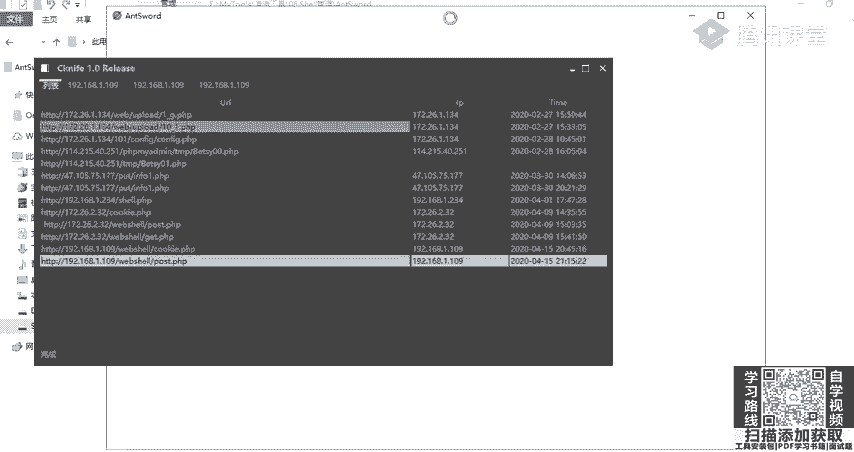 管理
文件
主页
共享
AntSword
腾讯课堂
此电
AntSw
Cknife 1.0 Release
列表 192.168.1.109 192.168.1.109 192.168.1.109
Url Ip Time
http://172.26.1.134/web/upload/1_g.php 172.26.1.134 2020-02-27 15:30:44
172.26.1.134 2020-02-27 15:33:05
http://172.26.1.134/101/config/config.php 172.26.1.134 2020-02-28 10:45:01
http://114.215.40.251/phpmyadmin/tmp/Betsy00.php 114.215.40.251 2020-02-28 16:05:04
http://114.215.40.251/tmp/Betsy01.php
http://47.105.75.177/put/info1.php 47.105.75.177 2020-03-30 14:06:53
http://47.105.75.177/put/info1.php 47.105.75.177 2020-03-30 20:21:29
http://192.168.1.234/shell.php 192.168.1.234 2020-04-01 17:47:28
http://172.26.2.32/cookie.php 172.26.2.32 2020-04-09 14:35:55
http://172.26.2.32/webshell/post.php 172.26.2.32 2020-04-09 15:03:35
http://172.26.2.32/webshell/get.php 172.26.2.32 2020-04-09 15:41:50
http://192.168.1.109/webshell/cookie.php 192.168.1.109 2020-04-15 20:45:16
http://192.168.1.109/webshell/post.php 192.168.1.109 2020-04-15 21:15:22
完成
学习路线
自学视频
扫描添加获取
工具安装包|PDF学习书籍|面试题